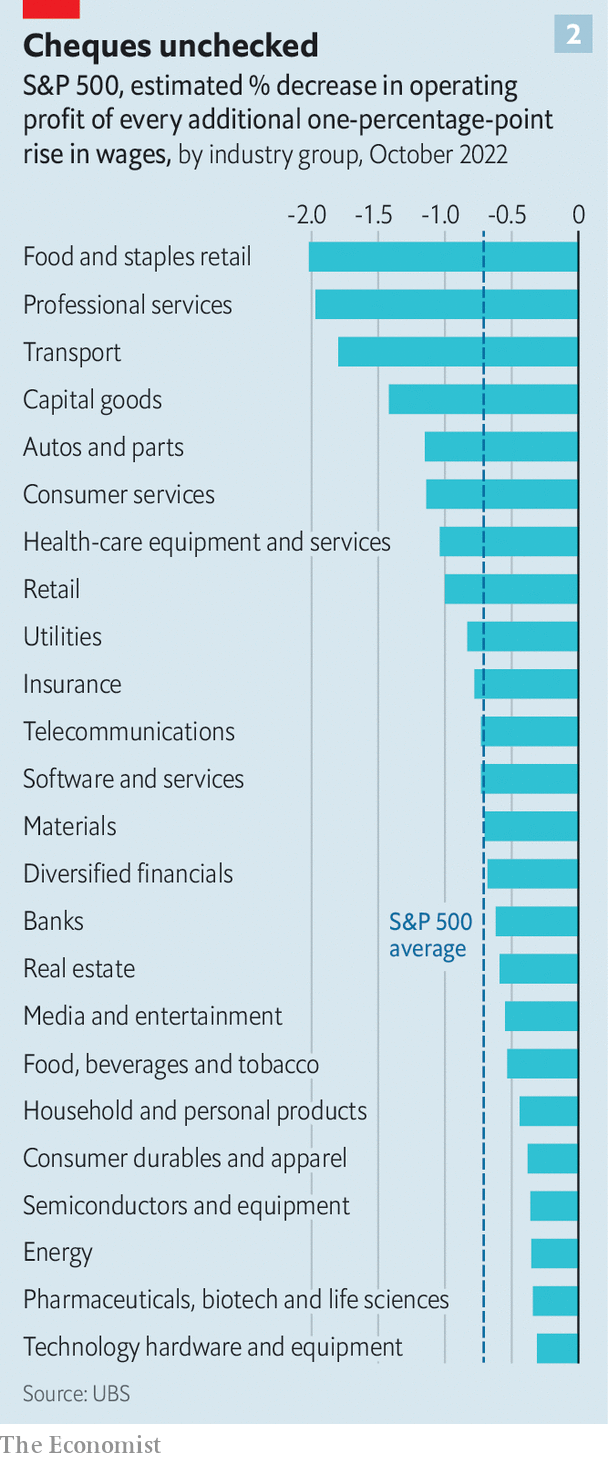 2
Cheques unchecked
S&P 500, estimated % decrease in operating
profit of every additional one-percentage-point
rise in wages, by industry group, October 2022
-2.0 -1.5 -1.0 -0.5 0
Food and staples retail
Professional services
Transport
Capital goods
Autos and parts
Consumer services
Health-care equipment and services
Retail
Utilities
Insurance
Telecommunications
Software and services
Materials
Diversified financials
Banks
S&P 500
average
Real estate
Media and entertainment
Food, beverages and tobacco
Household and personal products
Consumer durables and apparel
Semiconductors and equipment
Energy
Pharmaceuticals, biotech and life sciences
Technology hardware and equipment
Source: UBS
The Economist